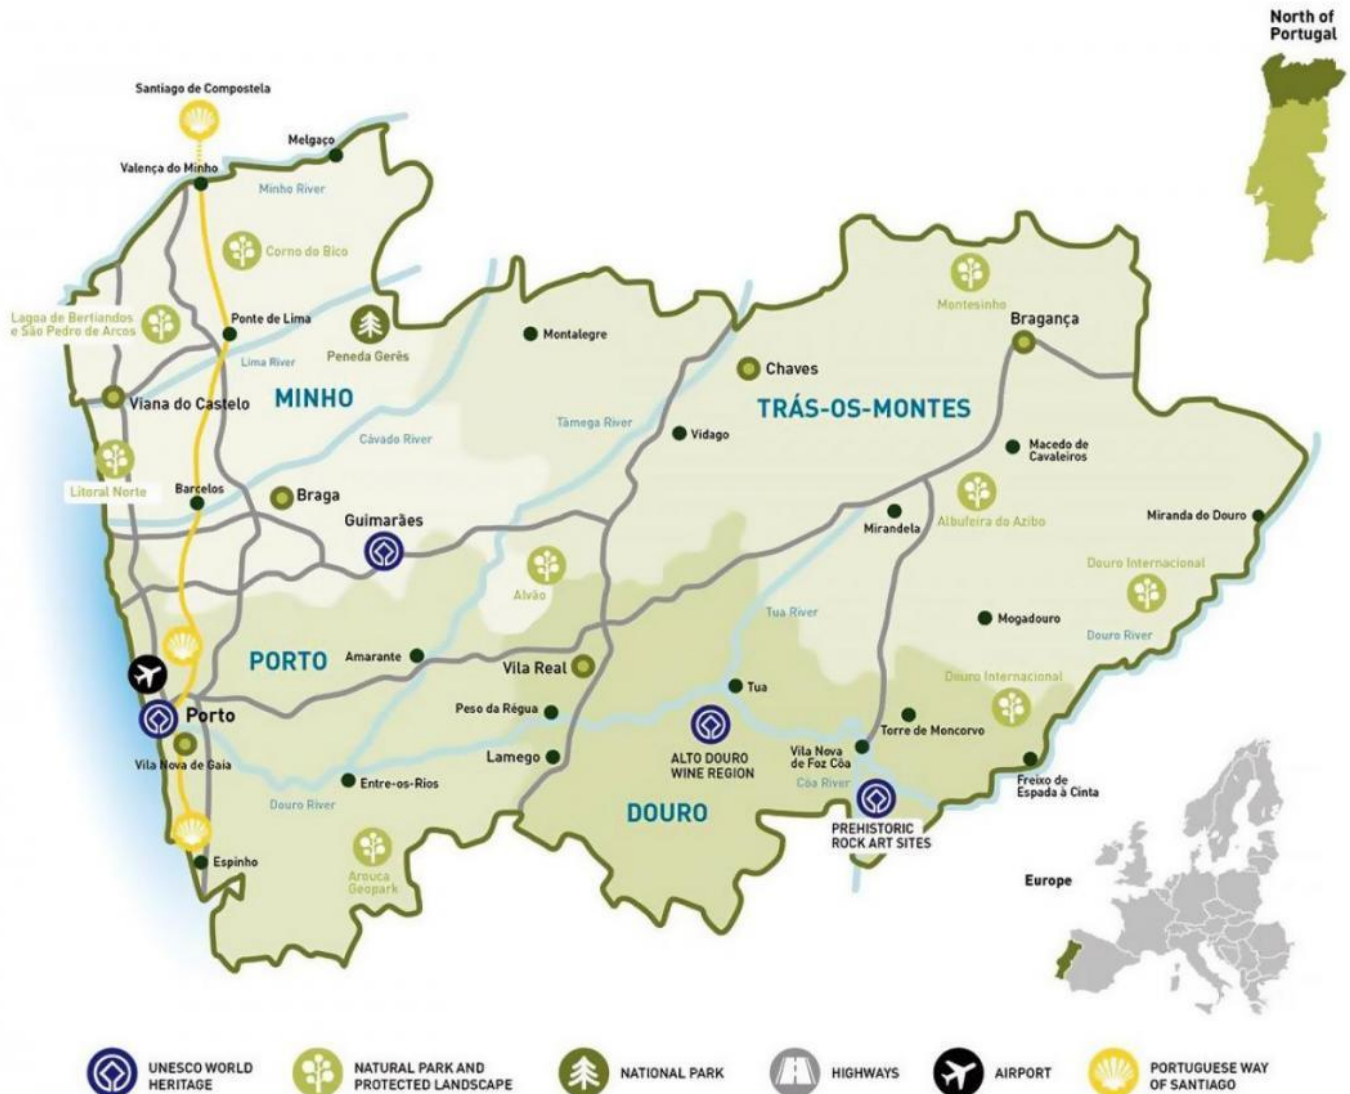 North of
Portugal
Santiago de Compostela
Melgaço
Valença do Minho
Minho River
Corno do Bico
Lagoa de Bertiandos
e São Pedro de Arcos
Ponte de Lima
Peneda Gerês
Lima River
Montalegre
Montesinho
Bragança
Chaves
Viana do Castelo
MINHO
TRÁS-OS-MONTES
Tâmega River
Vidago
Cávado River
Macedo de
Cavaleiros
Litoral Norte
Barcelos
Braga
Guimarães
Mirandela
Albufeira do Azibo
Miranda do Douro
Douro Internacional
Alvão
Tua River
Mogadouro
Douro River
PORTO
Amarante
Vila Real
Douro Internacional
Tua
Porto
Peso da Régua
Torre de Moncorvo
Vila Nova de Gaia
Lamego
ALTO DOURO
WINE REGION
Vila Nova
de Foz Côa
Côa River
Entre-os-Rios
Freixo de
Espada à Cinta
Douro River
DOURO
PREHISTORIC
ROCK ART SITES
Espinho
Arouca
Geopark
Europe
UNESCO WORLD
HERITAGE
NATURAL PARK AND
PROTECTED LANDSCAPE
NATIONAL PARK
HIGHWAYS
AIRPORT
PORTUGUESE WAY
OF SANTIAGO